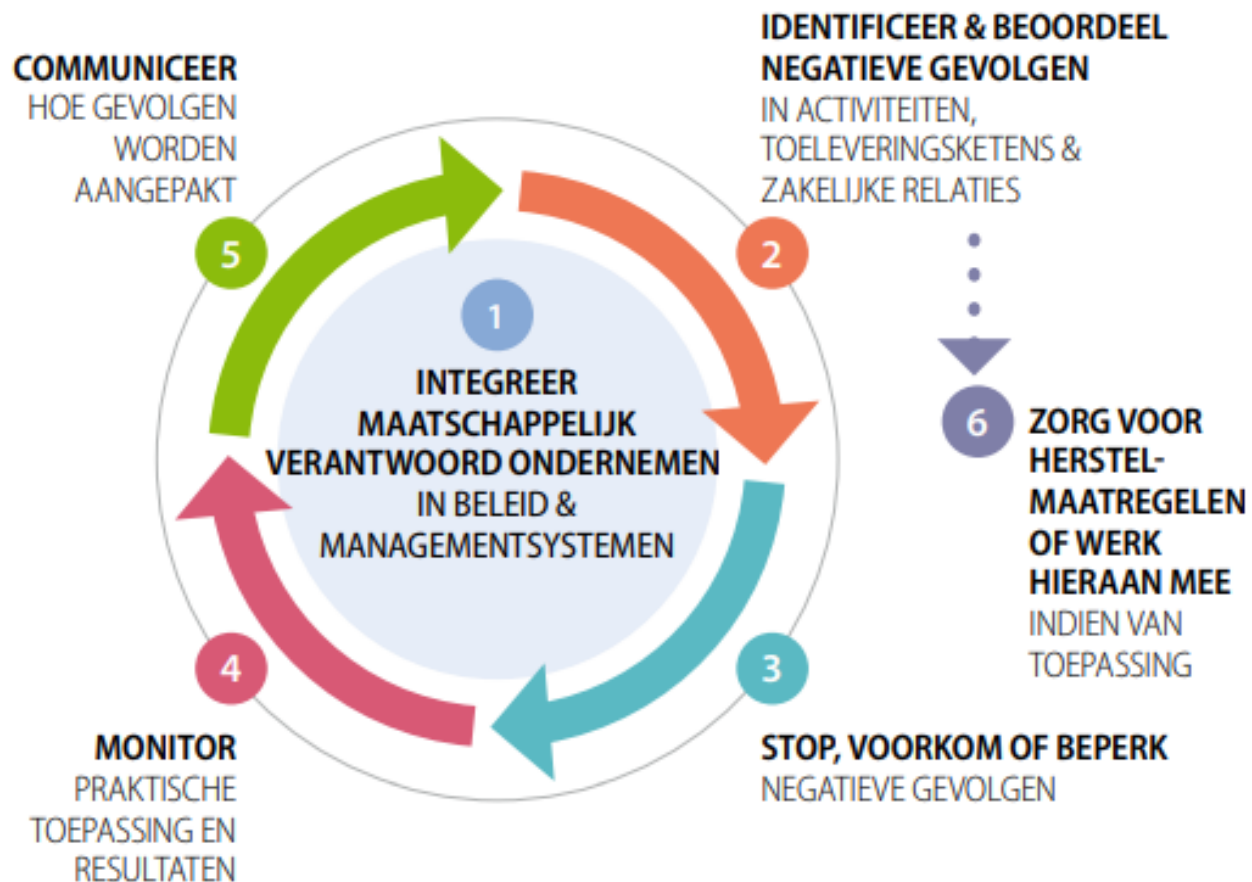 1
INTEGREER
MAATSCHAPPELIJK
VERANTWOORD ONDERNEMEN
IN BELEID &
MANAGEMENTSYSTEMEN
IDENTIFICEER & BEOORDEEL
NEGATIEVE GEVOLGEN
IN ACTIVITEITEN,
TOELEVERINGSKETENS &
ZAKELIJKE RELATIES
2
3
STOP, VOORKOM OF BEPERK
NEGATIEVE GEVOLGEN
4
MONITOR
PRAKTISCHE
TOEPASSING EN
RESULTATEN
COMMUNICEER
HOE GEVOLGEN
WORDEN
AANGEPAKT
5
6
ZORG VOOR
HERSTEL-
MAATREGELEN
OF WERK
HIERAAN MEE
INDIEN VAN
TOEPASSING